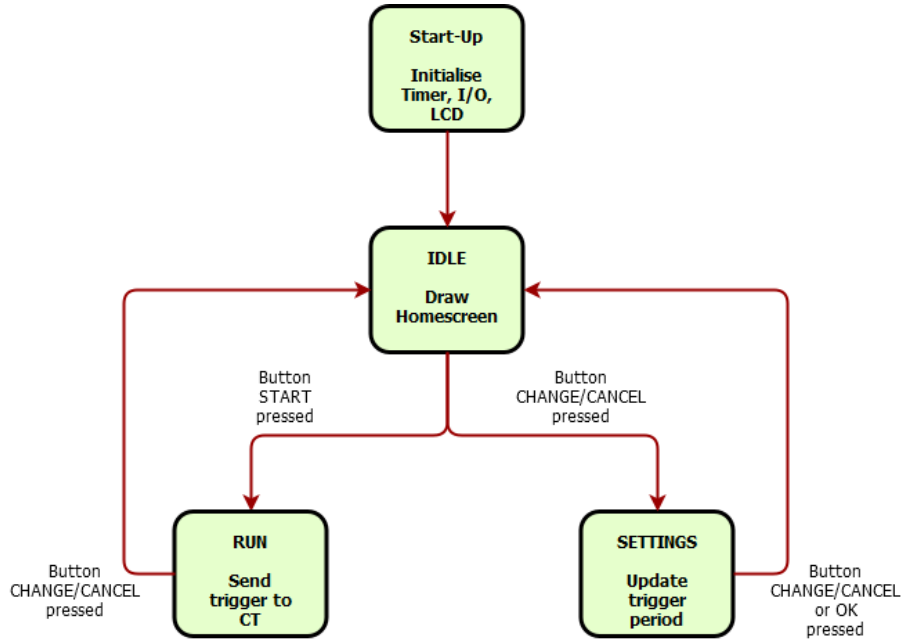 Start-Up
Initialise
Timer, I/O,
LCD
IDLE
Draw
Homescreen
Button
START
pressed
Button
CHANGE/CANCEL
pressed
RUN
Send
trigger to
CT
SETTINGS
Update
trigger
period
Button
CHANGE/CANCEL
pressed
Button
CHANGE/CANCEL
or OK
pressed